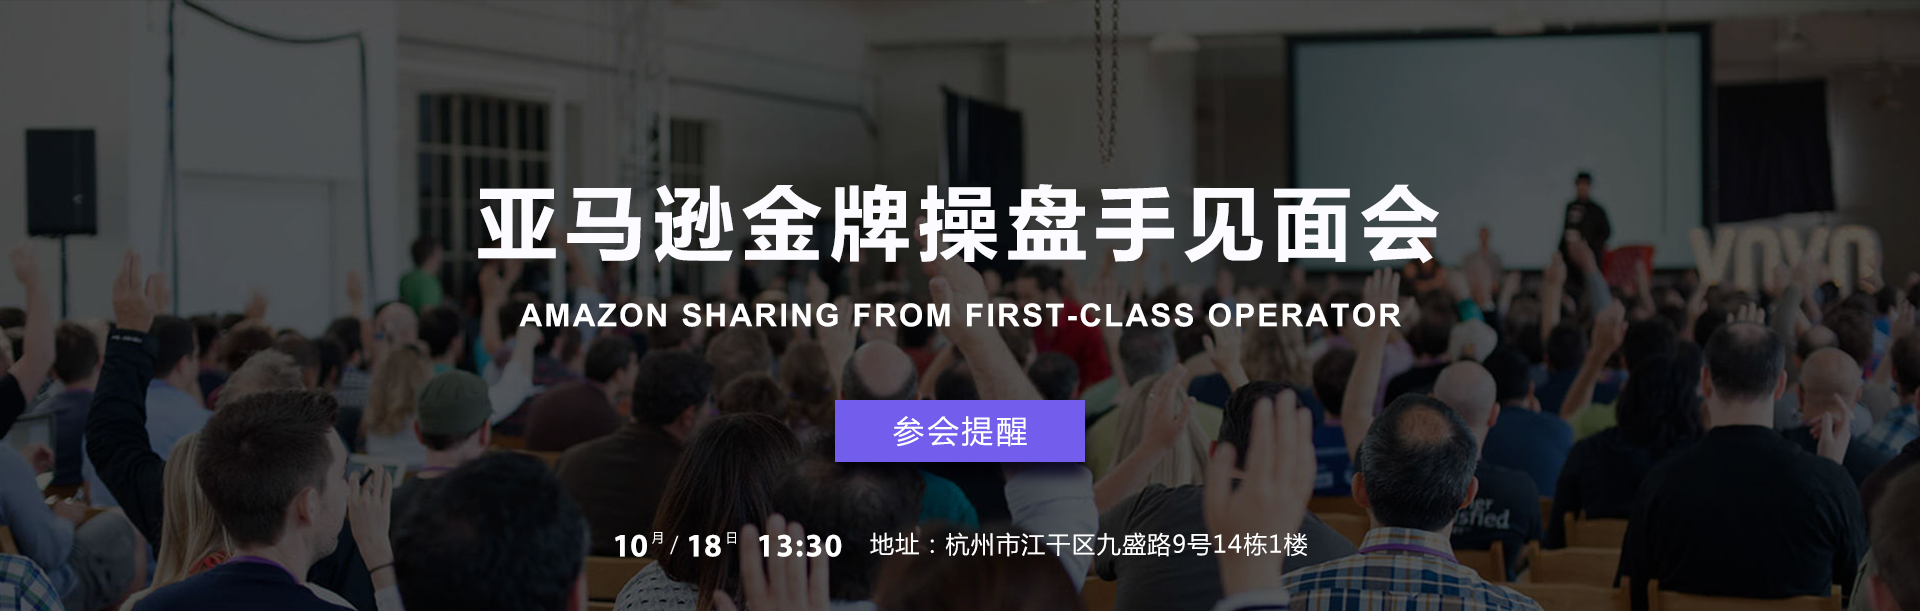 亚马逊金牌操盘手见面会
AMAZON SHARING FROM FIRST-CLASS OPERATOR
参会提醒
10月/18日 13:30 地址：杭州市江干区九盛路9号14栋1楼